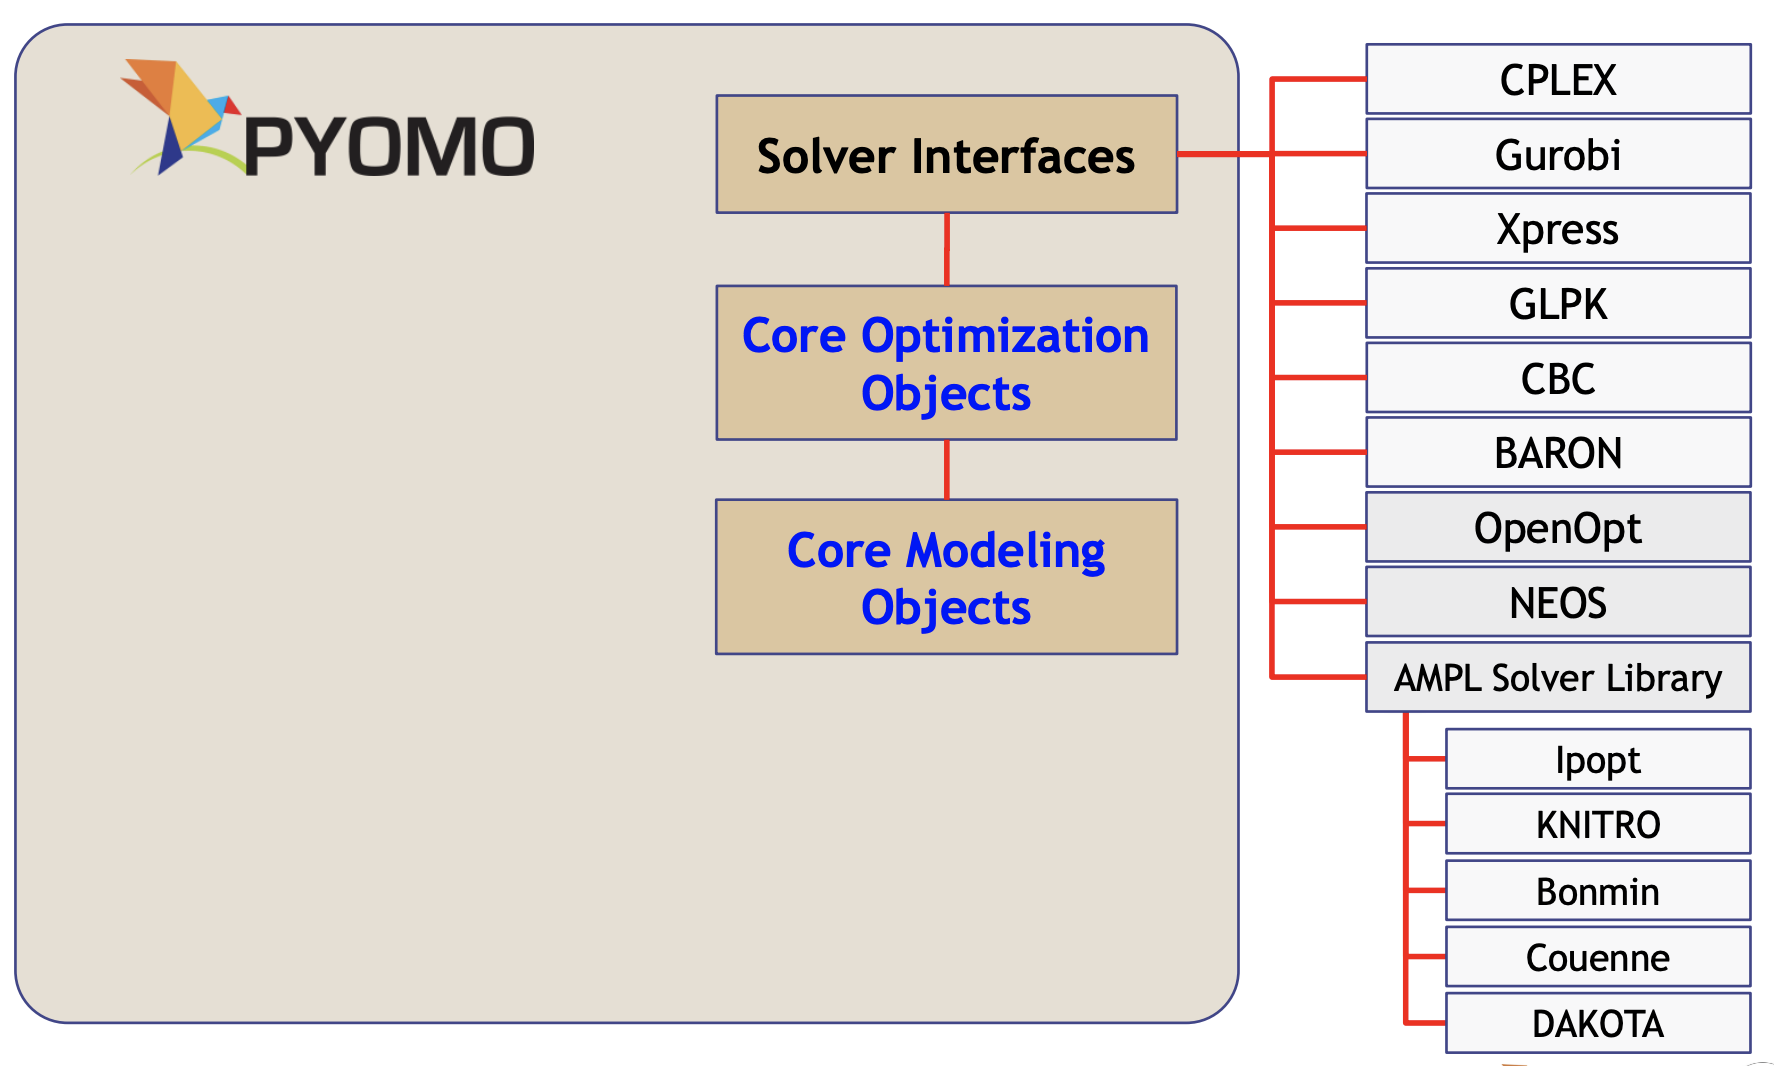 PYOMO
Solver Interfaces
Core Optimization
Objects
Core Modeling
Objects
CPLEX
Gurobi
Xpress
GLPK
CBC
BARON
OpenOpt
NEOS
AMPL Solver Library
Ipopt
KNITRO
Bonmin
Couenne
DAKOTA